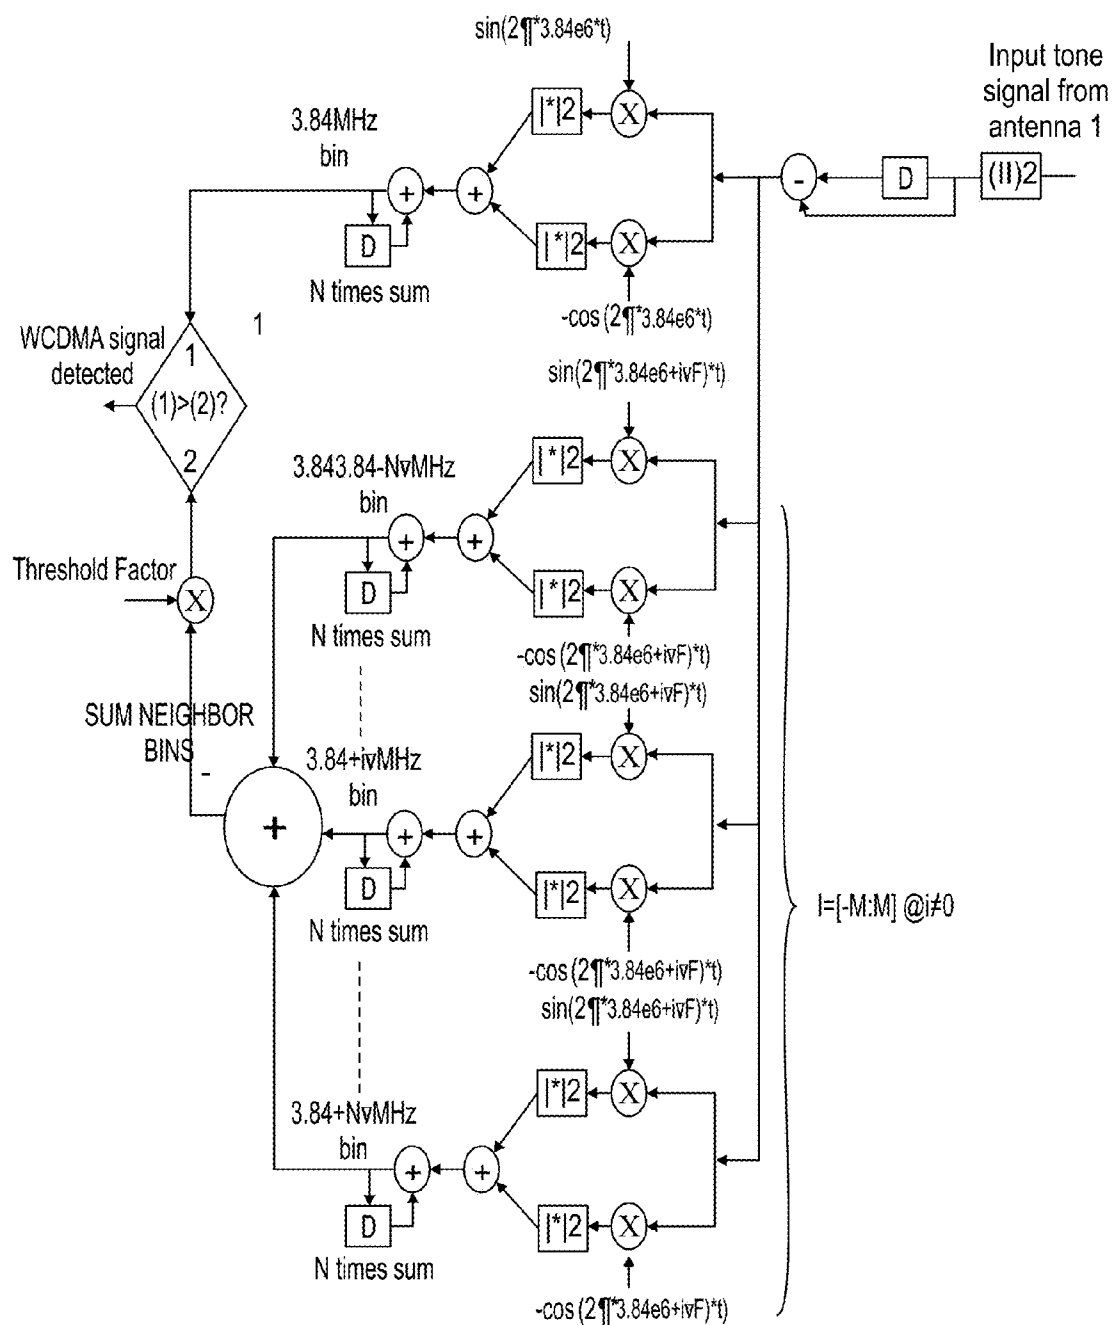 sin(2¶*3.84e6*t)
Input tone
signal from
antenna 1
|*|2
X
3.84MHz
bin
(II)2
D
-
+
+
D
|*|2
X
N times sum
-cos(2¶*3.84e6*t)
1
WCDMA signal
detected
1
(1)>(2)?
2
sin(2¶*3.84e6+ivF)*t)
|*|2
X
3.843.84-NvMHz
bin
+
+
Threshold Factor
X
D
|*|2
X
N times sum
-cos(2¶*3.84e6+ivF)*t)
sin(2¶*3.84e6+ivF)*t)
SUM NEIGHBOR
BINS
-
3.84+ivMHz
bin
|*|2
X
+
+
+
D
|*|2
X
N times sum
I=[-M:M] @i≠0
-cos(2¶*3.84e6+ivF)*t)
sin(2¶*3.84e6+ivF)*t)
|*|2
X
3.84+NvMHz
bin
+
+
D
|*|2
X
N times sum
-cos(2¶*3.84e6+ivF)*t)